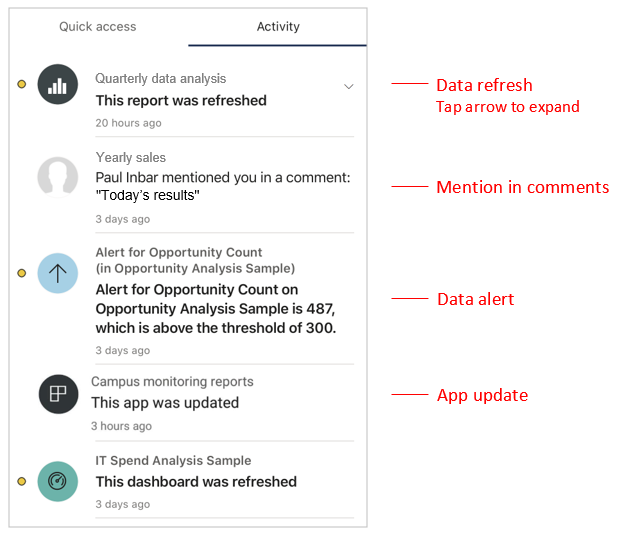 Quick access
Activity
Quarterly data analysis
This report was refreshed
20 hours ago
Data refresh
Tap arrow to expand
Yearly sales
Paul Inbar mentioned you in a comment:
"Today's results"
3 days ago
Mention in comments
Alert for Opportunity Count
(in Opportunity Analysis Sample)
Alert for Opportunity Count on
Opportunity Analysis Sample is 487,
which is above the threshold of 300.
3 days ago
Data alert
Campus monitoring reports
This app was updated
3 hours ago
App update
IT Spend Analysis Sample
This dashboard was refreshed
3 days ago